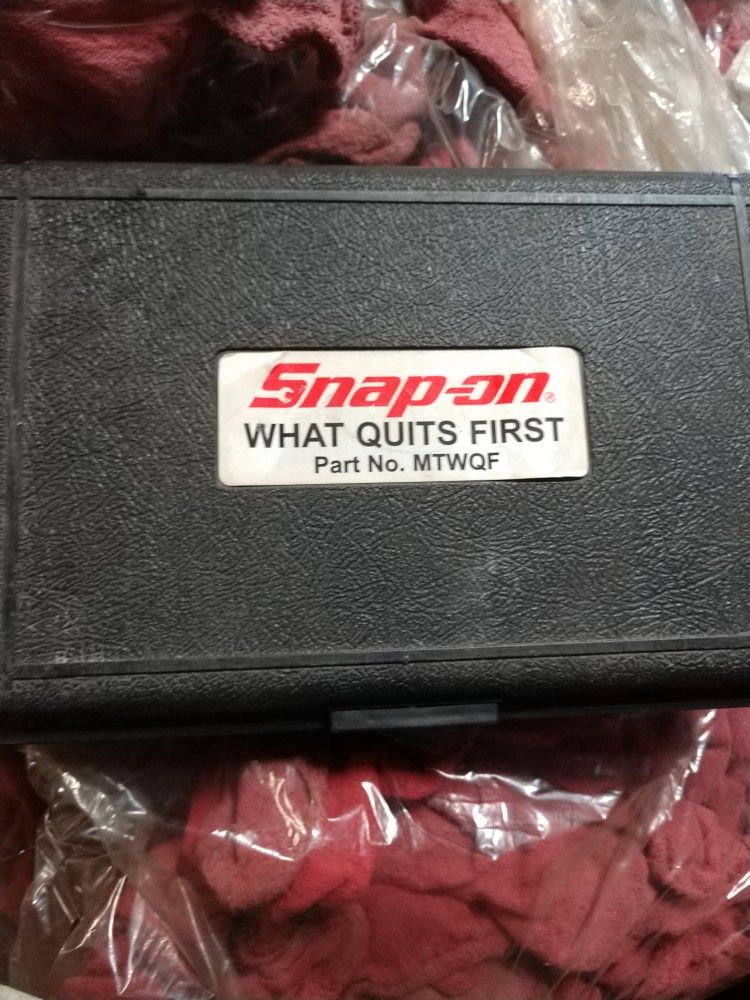 Snap-on®
WHAT QUITS FIRST
Part No. MTWQF